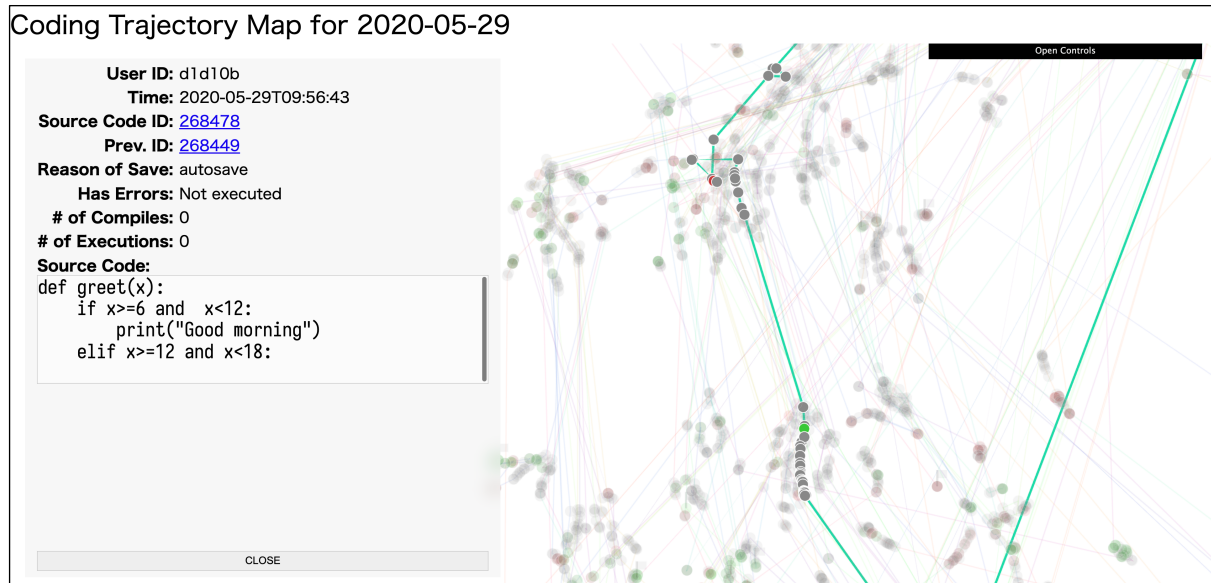 Coding Trajectory Map for 2020-05-29
Open Controls
User ID: d1d10b
Time: 2020-05-29T09:56:43
Source Code ID: 268478
Prev. ID: 268449
Reason of Save: autosave
Has Errors: Not executed
# of Compiles: 0
# of Executions: 0
Source Code:
def greet(x):
    if x>=6 and  x<12:
        print("Good morning")
    elif x>=12 and x<18:
CLOSE